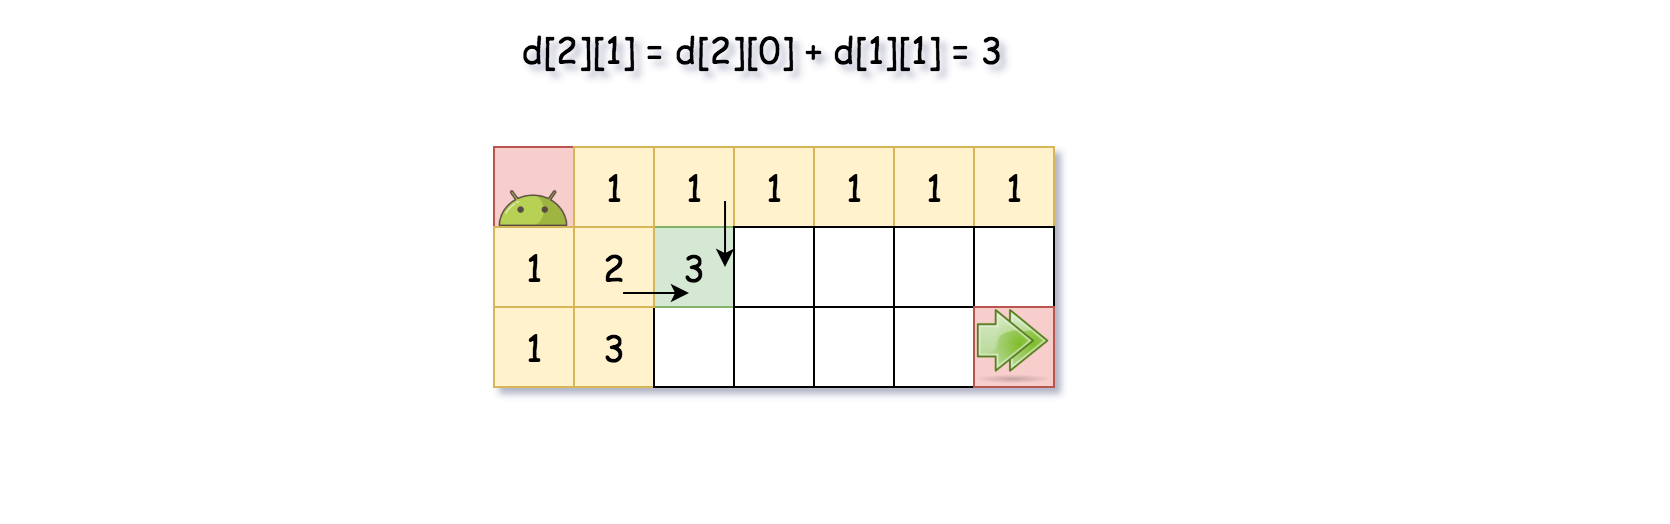 d[2][1] = d[2][0] + d[1][1] = 3
1 1 1 1 1 1
1 2 3
1 3